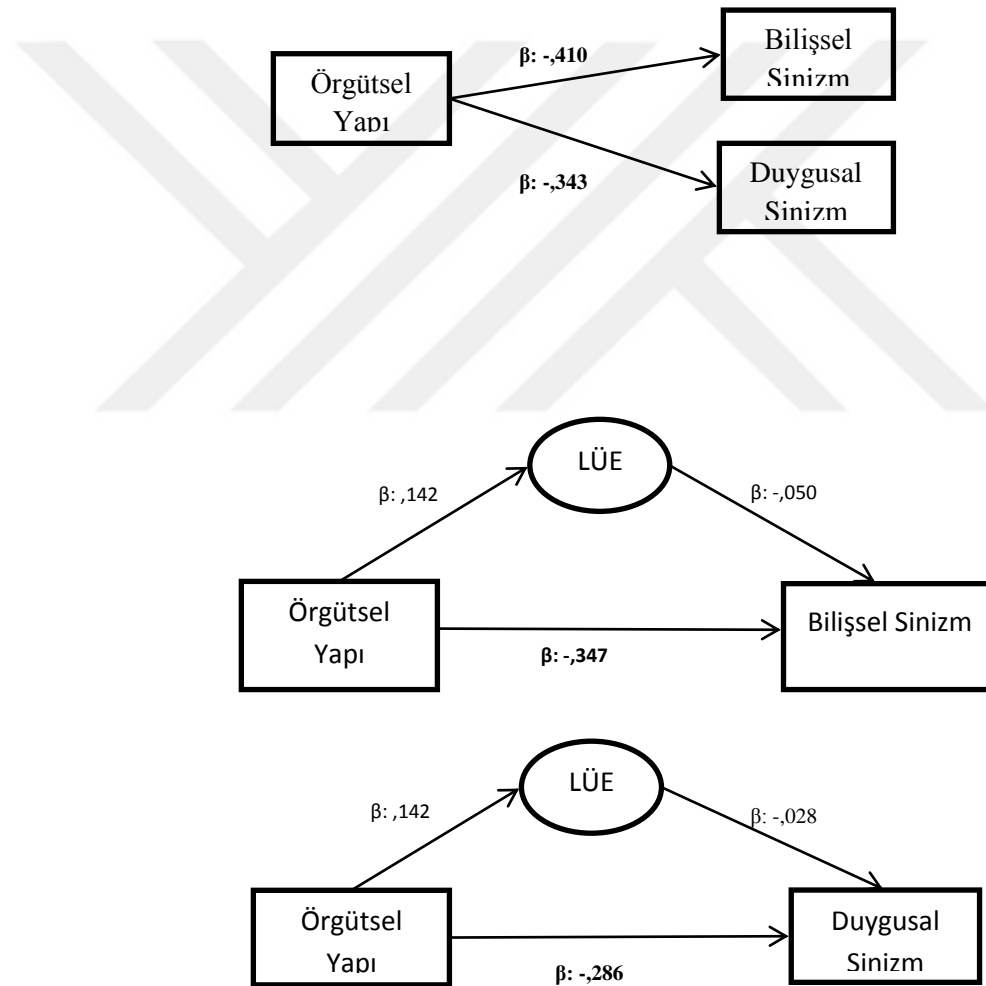 β: -,410
Bilişsel
Sinizm
Örgütsel
Yapı
β: -,343
Duygusal
Sinizm
LÜE
β: ,142
β: -,050
Örgütsel
Yapı
Bilişsel Sinizm
β: -,347
LÜE
β: ,142
β: -,028
Örgütsel
Yapı
Duygusal
Sinizm
β: -,286